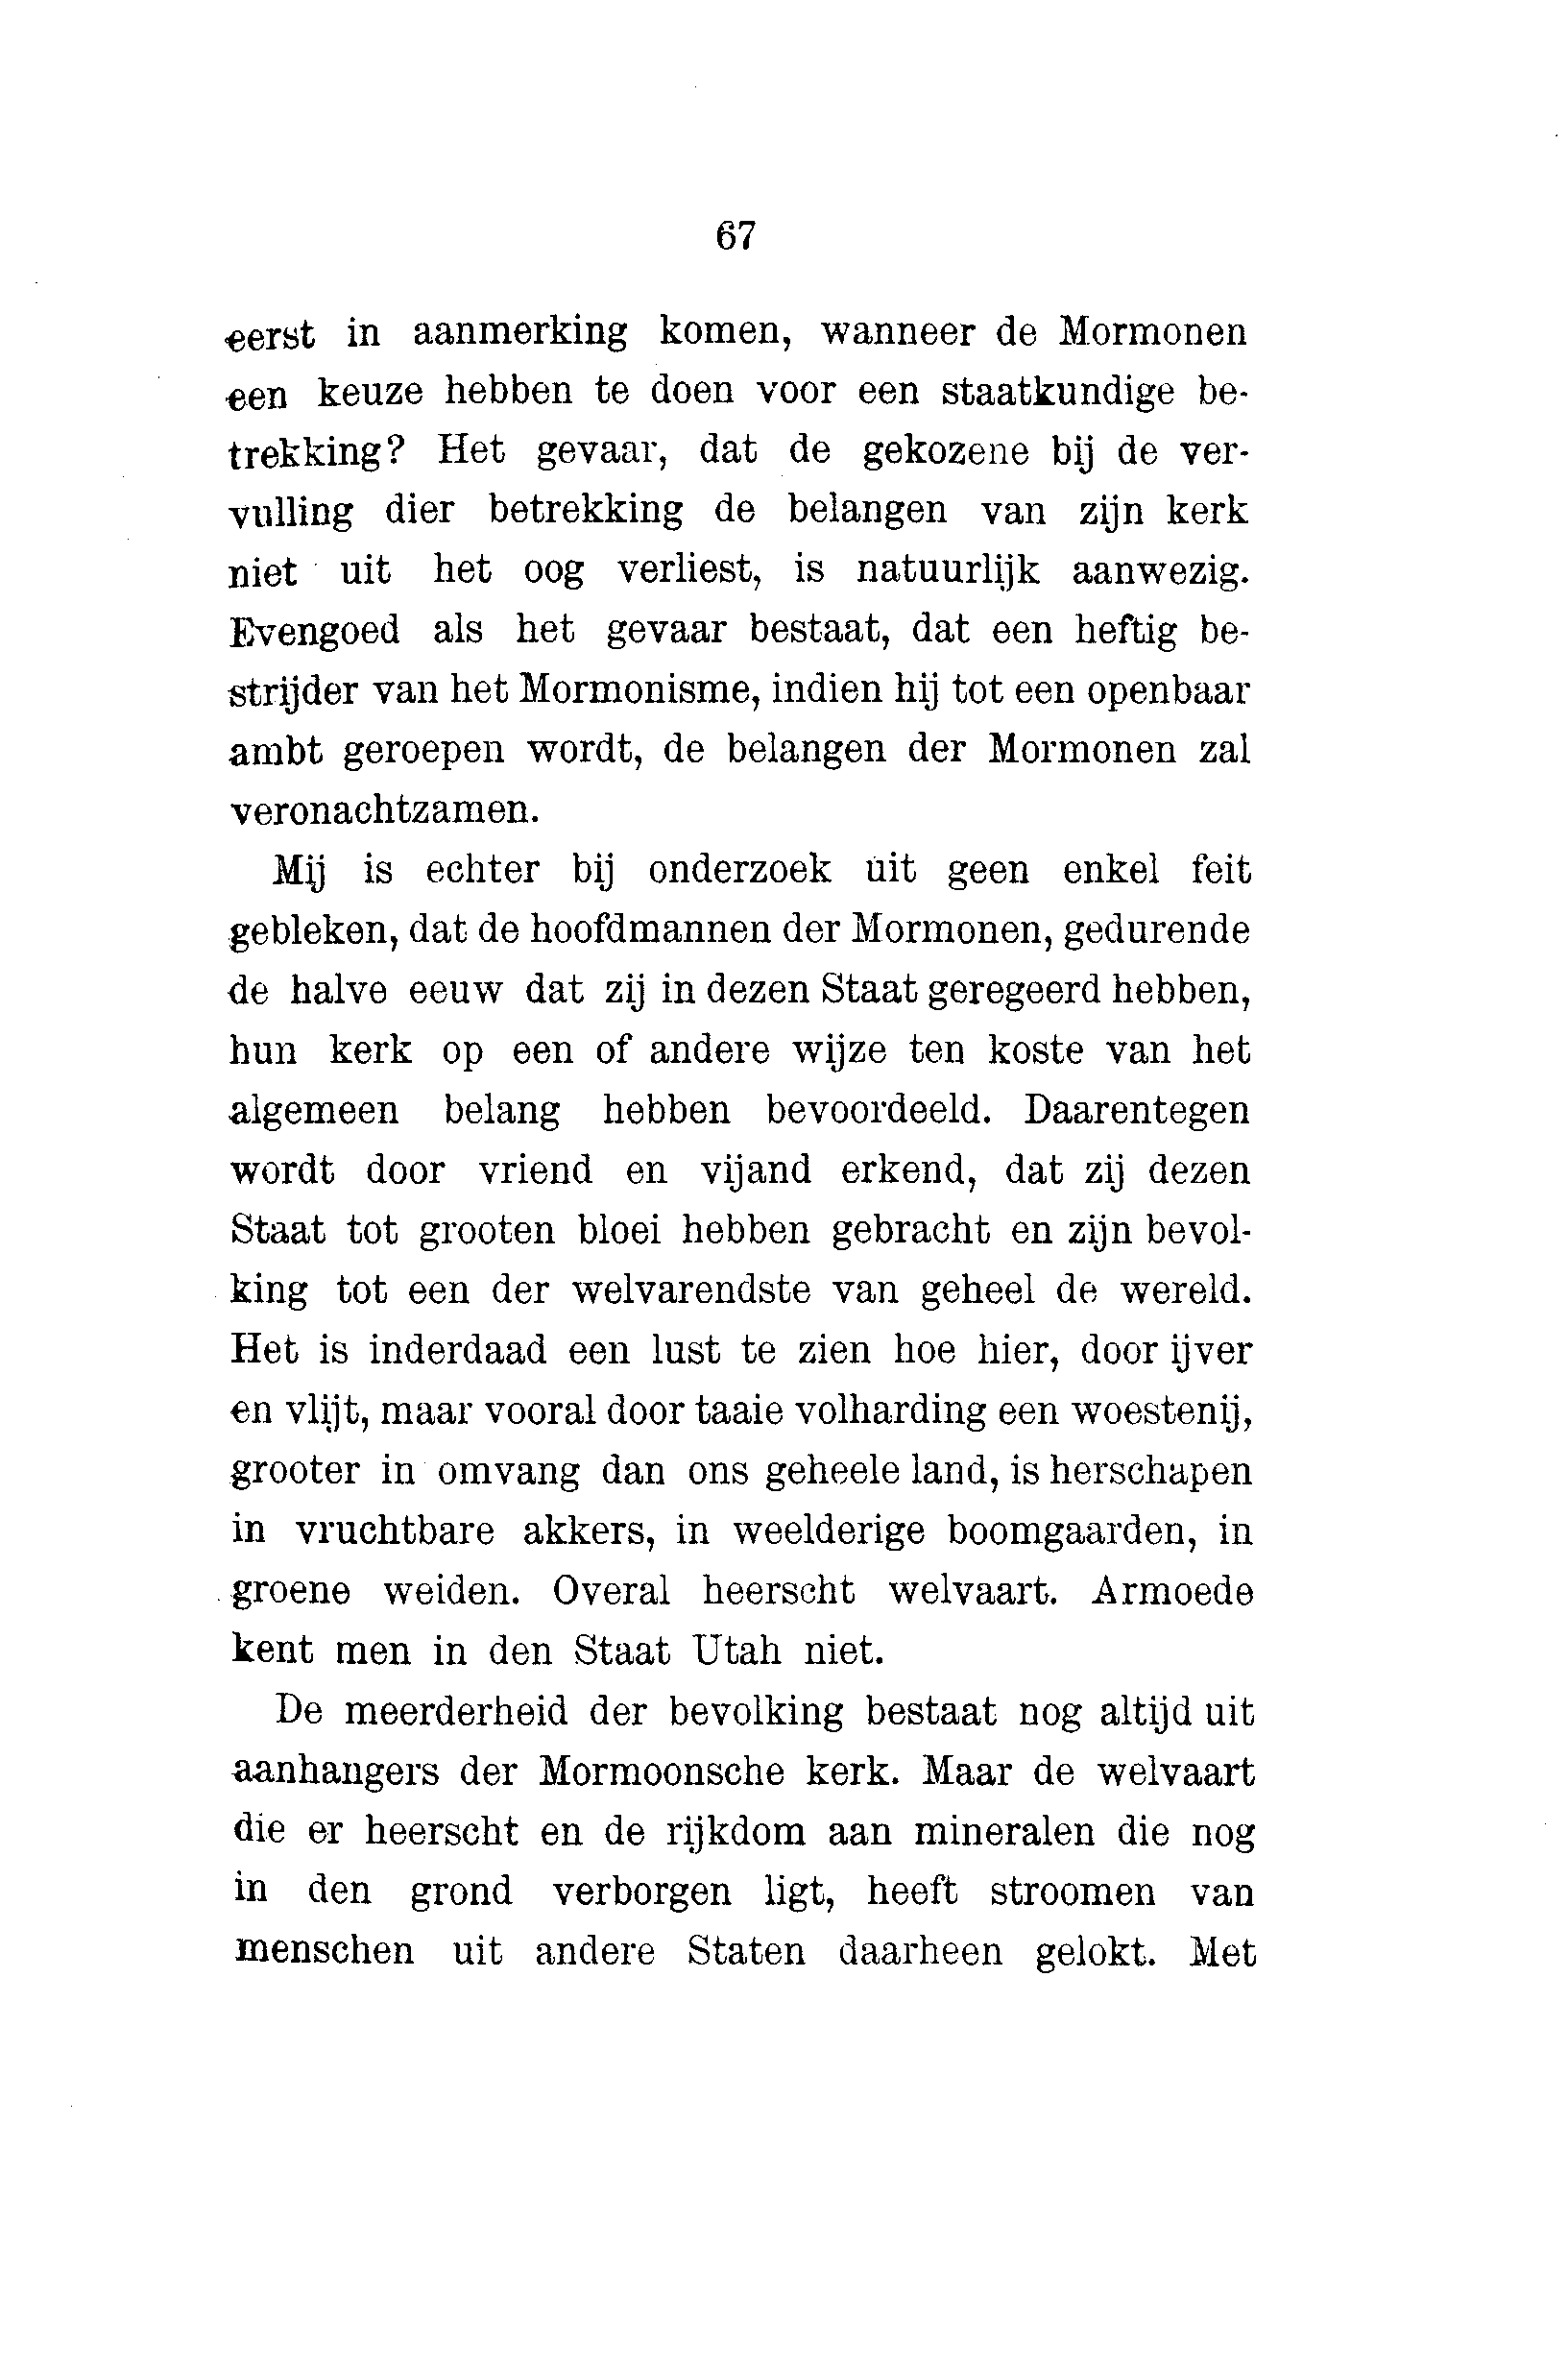 67
eerst in aanmerking komen, wanneer de Mormonen
een keuze hebben te doen voor een staatkundige be-
trekking? Het gevaar, dat de gekozene bij de ver-
vulling dier betrekking de belangen van zijn kerk
niet uit het oog verliest, is natuurlijk aanwezig.
Evengoed als het gevaar bestaat, dat een heftig be-
strijder van het Mormonisme, indien hij tot een openbaar
ambt geroepen wordt, de belangen der Mormonen zal
veronachtzamen.
Mij is echter bij onderzoek uit geen enkel feit
gebleken, dat de hoofdmannen der Mormonen, gedurende
de halve eeuw dat zij in dezen Staat geregeerd hebben,
hun kerk op een of andere wijze ten koste van het
algemeen belang hebben bevoordeeld. Daarentegen
wordt door vriend en vijand erkend, dat zij dezen
Staat tot grooten bloei hebben gebracht en zijn bevol-
king tot een der welvarendste van geheel de wereld.
Het is inderdaad een lust te zien hoe hier, door ijver
en vlijt, maar vooral door taaie volharding een woestenij,
grooter in omvang dan ons geheele land, is herschapen
in vruchtbare akkers, in weelderige boomgaarden, in
groene weiden. Overal heerscht welvaart. Armoede
kent men in den Staat Utah niet.
De meerderheid der bevolking bestaat nog altijd uit
aanhangers der Mormoonsche kerk. Maar de welvaart
die er heerscht en de rijkdom aan mineralen die nog
in den grond verborgen ligt, heeft stroomen van
menschen uit andere Staten daarheen gelokt. Met